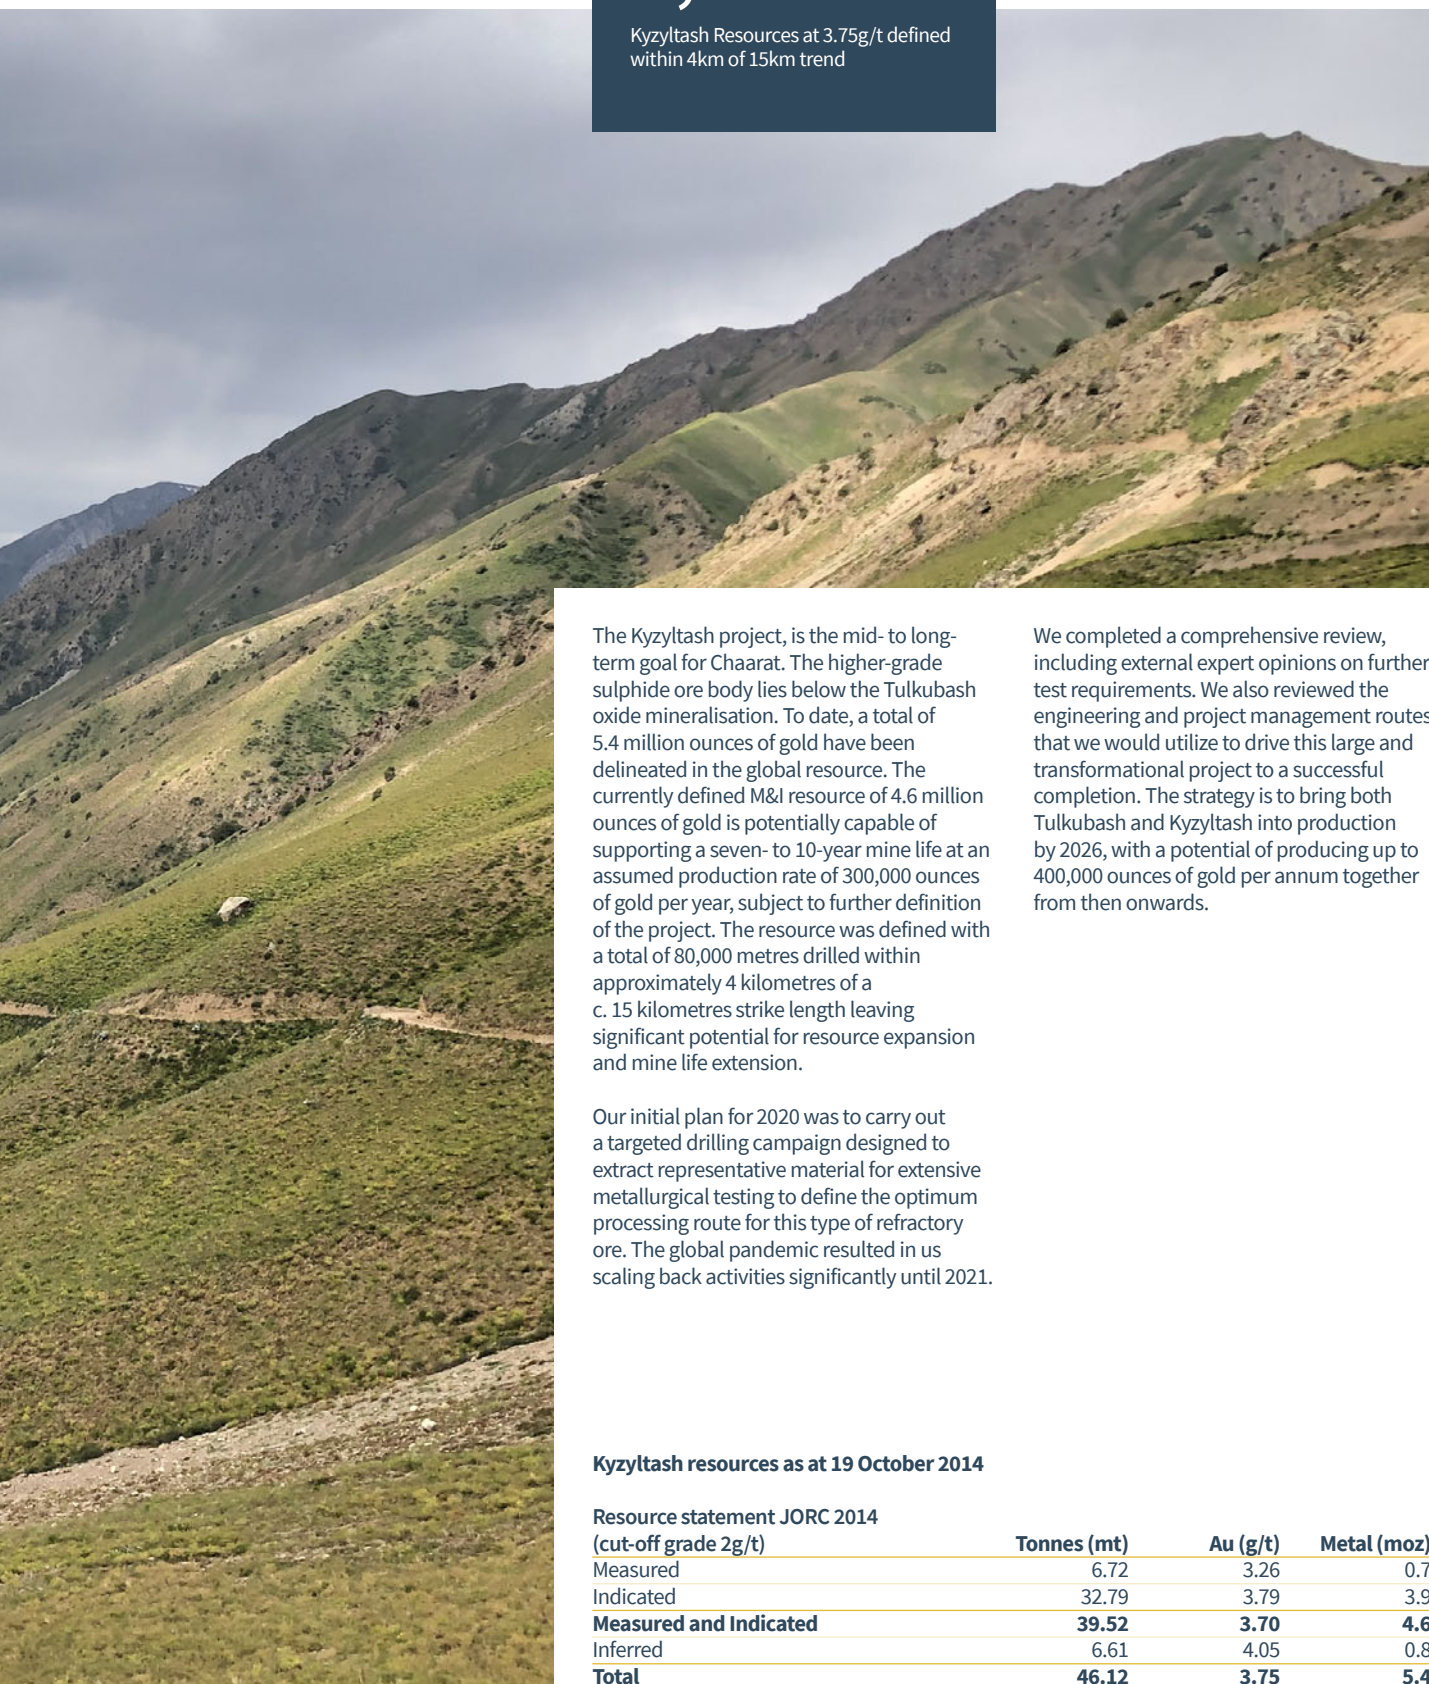 Kyzyltash Resources at 3.75g/t defined
within 4km of 15km trend
The Kyzyltash project, is the mid- to long-
term goal for Chaarat. The higher-grade
sulphide ore body lies below the Tulkubash
oxide mineralisation. To date, a total of
5.4 million ounces of gold have been
delineated in the global resource. The
currently defined M&I resource of 4.6 million
ounces of gold is potentially capable of
supporting a seven- to 10-year mine life at an
assumed production rate of 300,000 ounces
of gold per year, subject to further definition
of the project. The resource was defined with
a total of 80,000 metres drilled within
approximately 4 kilometres of a
c. 15 kilometres strike length leaving
significant potential for resource expansion
and mine life extension.
Our initial plan for 2020 was to carry out
a targeted drilling campaign designed to
extract representative material for extensive
metallurgical testing to define the optimum
processing route for this type of refractory
ore. The global pandemic resulted in us
scaling back activities significantly until 2021.
We completed a comprehensive review,
including external expert opinions on further
test requirements. We also reviewed the
engineering and project management routes
that we would utilize to drive this large and
transformational project to a successful
completion. The strategy is to bring both
Tulkubash and Kyzyltash into production
by 2026, with a potential of producing up to
400,000 ounces of gold per annum together
from then onwards.
Kyzyltash resources as at 19 October 2014
Resource statement JORC 2014
(cut-off grade 2g/t) Tonnes (mt) Au (g/t) Metal (moz)
Measured 6.72 3.26 0.7
Indicated 32.79 3.79 3.9
Measured and Indicated 39.52 3.70 4.6
Inferred 6.61 4.05 0.8
Total 46.12 3.75 5.4